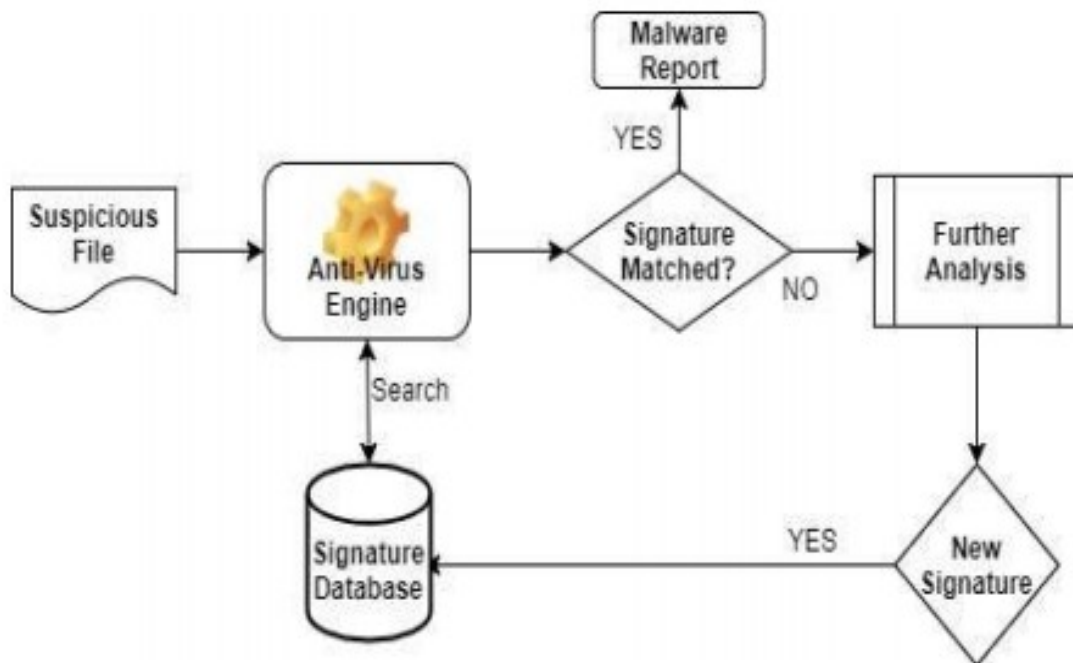 Malware
Report
YES
Suspicious
File
Anti-Virus
Engine
Signature
Matched?
NO
Further
Analysis
Search
Signature
Database
YES
New
Signature